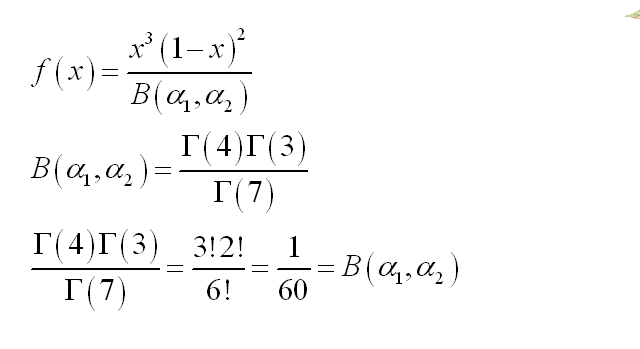 f(x) = x³(1−x)² / B(α₁,α₂)
B(α₁,α₂) = Γ(4)Γ(3) / Γ(7)
Γ(4)Γ(3) / Γ(7) = 3!2! / 6! = 1 / 60 = B(α₁,α₂)